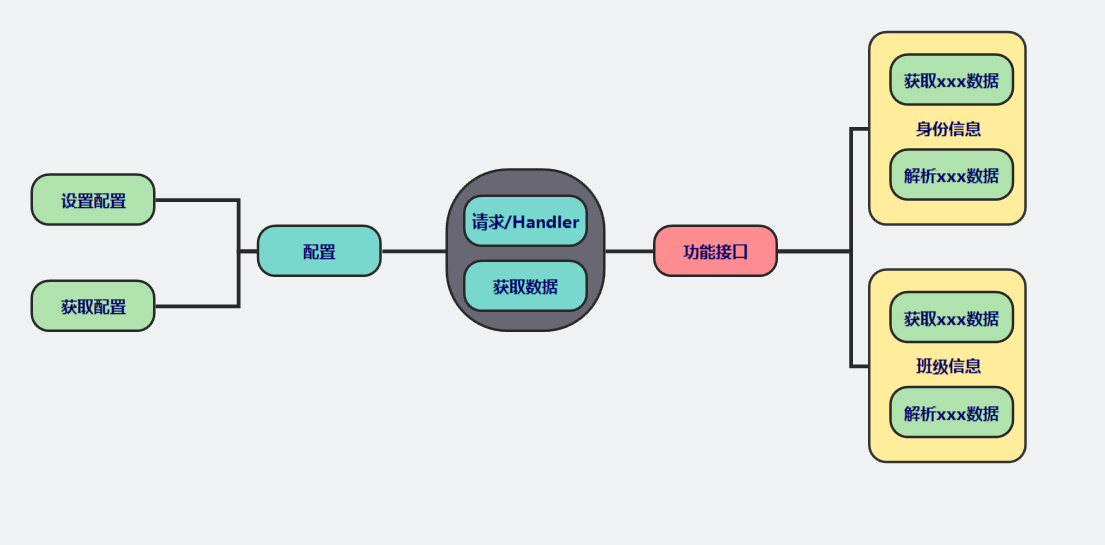 设置配置
获取配置
配置
请求/Handler
获取数据
功能接口
获取xxx数据
身份信息
解析xxx数据
获取xxx数据
班级信息
解析xxx数据